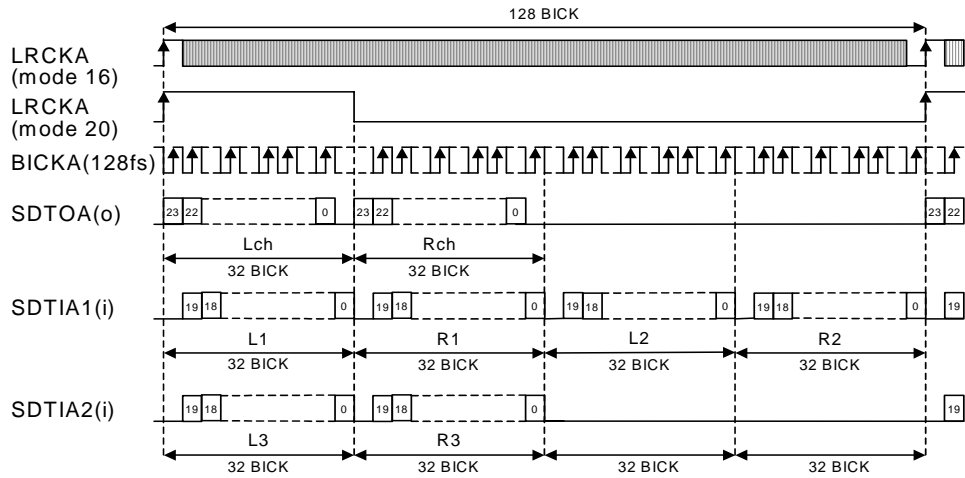 128 BICK
LRCKA
(mode 16)
LRCKA
(mode 20)
BICKA(128fs)
SDTOA(o) 23 22 0 23 22 0 23 22
Lch Rch
32 BICK 32 BICK
SDTIA1(i) 19 18 0 19 18 0 19 18 0 19 18 0 19
L1 R1 L2 R2
32 BICK 32 BICK 32 BICK 32 BICK
SDTIA2(i) 19 18 0 19 18 0 19
L3 R3
32 BICK 32 BICK 32 BICK 32 BICK